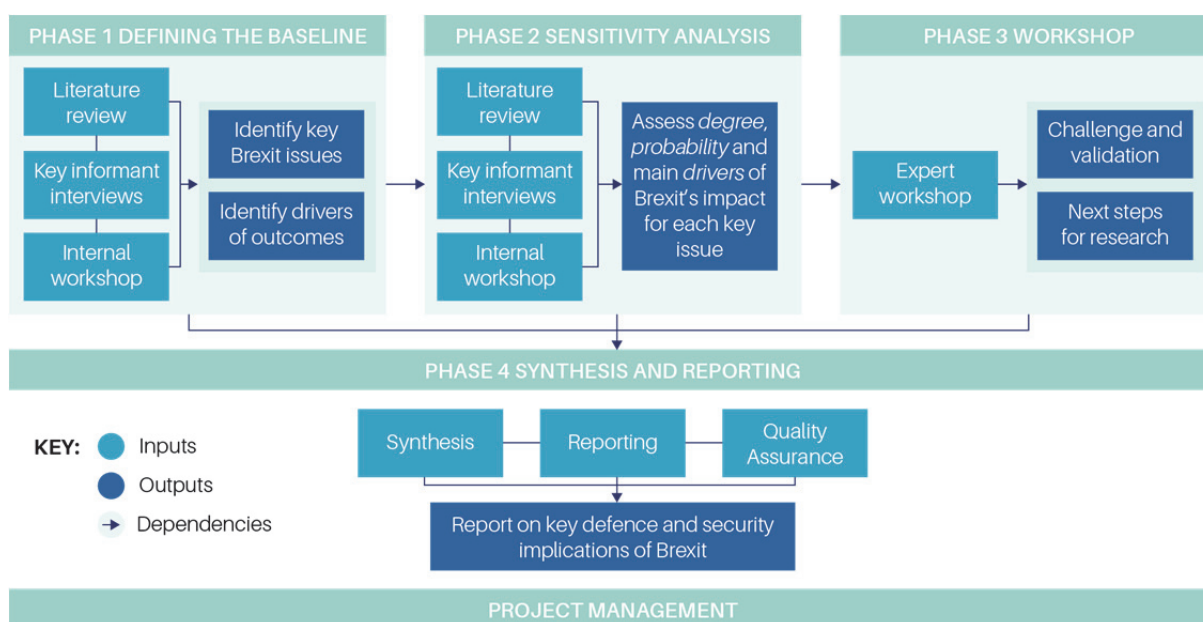 PHASE 1 DEFINING THE BASELINE
Literature
review
Key informant
interviews
Internal
workshop
Identify key
Brexit issues
Identify drivers
of outcomes
PHASE 2 SENSITIVITY ANALYSIS
Literature
review
Key informant
interviews
Internal
workshop
Assess degree,
probability and
main drivers of
Brexit's impact
for each key
issue
PHASE 3 WORKSHOP
Expert
workshop
Challenge and
validation
Next steps
for research
PHASE 4 SYNTHESIS AND REPORTING
KEY:
Inputs
Outputs
Dependencies
Synthesis
Reporting
Quality
Assurance
Report on key defence and security
implications of Brexit
PROJECT MANAGEMENT